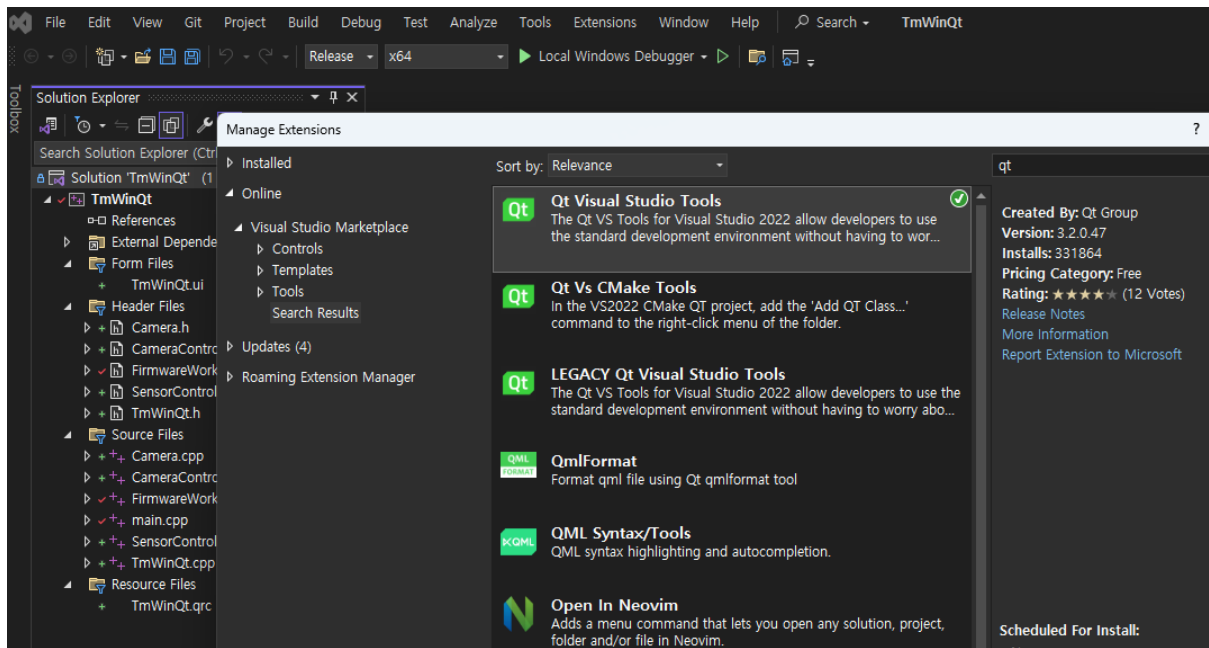 File Edit View Git Project Build Debug Test Analyze Tools Extensions Window Help Search TmWinQt
Release x64 Local Windows Debugger
Toolbox
Solution Explorer
Search Solution Explorer (Ctr
Solution 'TmWinQt' (1
TmWinQt
References
External Depende
Form Files
TmWinQt.ui
Header Files
Camera.h
CameraContro
FirmwareWork
SensorControl
TmWinQt.h
Source Files
Camera.cpp
CameraContro
FirmwareWork
main.cpp
SensorControl
TmWinQt.cpp
Resource Files
TmWinQt.qrc
Manage Extensions ?
Installed
Online
Visual Studio Marketplace
Controls
Templates
Tools
Search Results
Updates (4)
Roaming Extension Manager
Sort by: Relevance
Qt
Qt Visual Studio Tools
The Qt VS Tools for Visual Studio 2022 allow developers to use
the standard development environment without having to wor...
Qt
Qt Vs CMake Tools
In the VS2022 CMake QT project, add the 'Add QT Class...'
command to the right-click menu of the folder.
Qt
LEGACY Qt Visual Studio Tools
The Qt VS Tools for Visual Studio 2022 allow developers to use the
standard development environment without having to worry abo...
QML
FORMAT
QmlFormat
Format qml file using Qt qmlformat tool
QML
QML Syntax/Tools
QML syntax highlighting and autocompletion.
Open In Neovim
Adds a menu command that lets you open any solution, project,
folder and/or file in Neovim.
qt
Created By: Qt Group
Version: 3.2.0.47
Installs: 331864
Pricing Category: Free
Rating: (12 Votes)
Release Notes
More Information
Report Extension to Microsoft
Scheduled For Install: